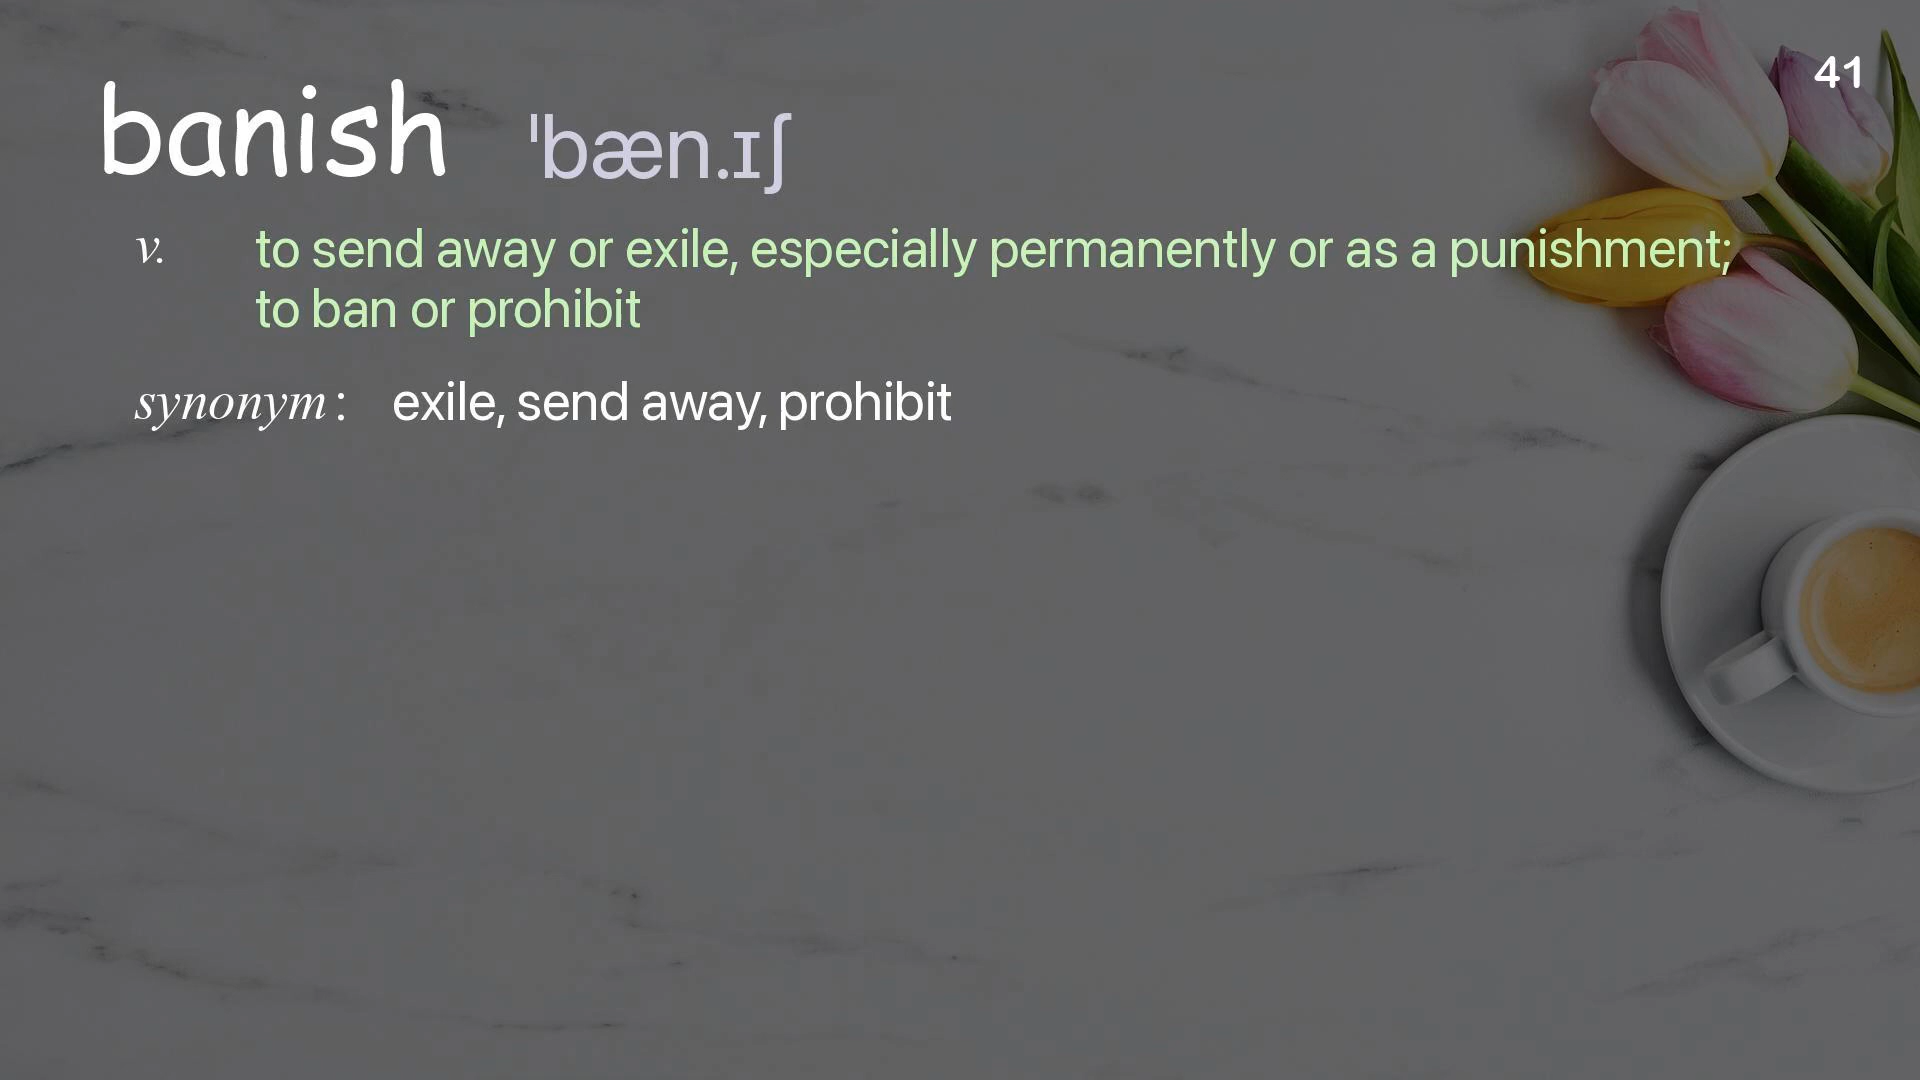 41
banish ˈbæn.ɪʃ
v. to send away or exile, especially permanently or as a punishment;
to ban or prohibit
synonym : exile, send away, prohibit